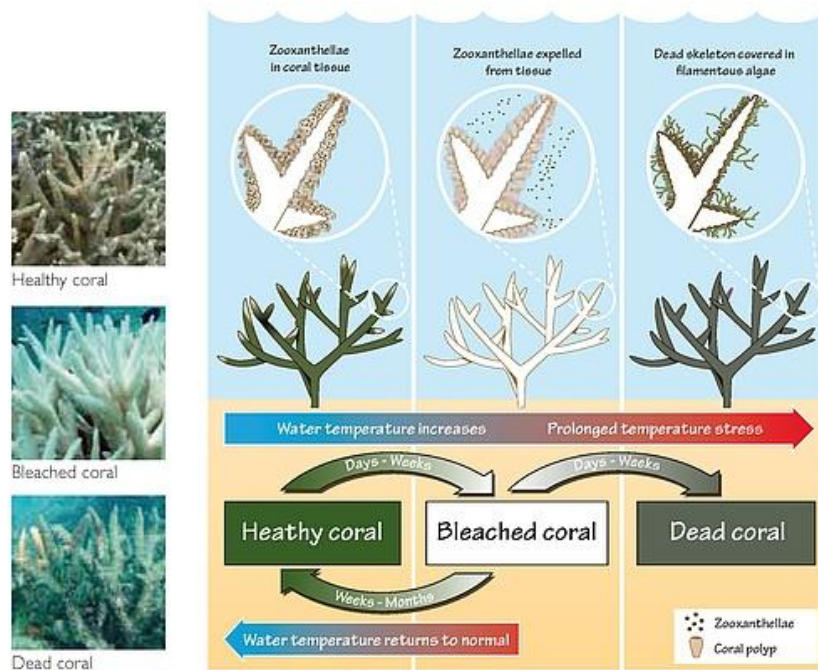 Healthy coral
Bleached coral
Dead coral
Zooxanthellae
in coral tissue
Zooxanthellae expelled
from tissue
Dead skeleton covered in
filamentous algae
Water temperature increases
Prolonged temperature stress
Days - Weeks
Days - Weeks
Heathy coral
Bleached coral
Dead coral
Weeks - Months
Water temperature returns to normal
Zooxanthellae
Coral polyp